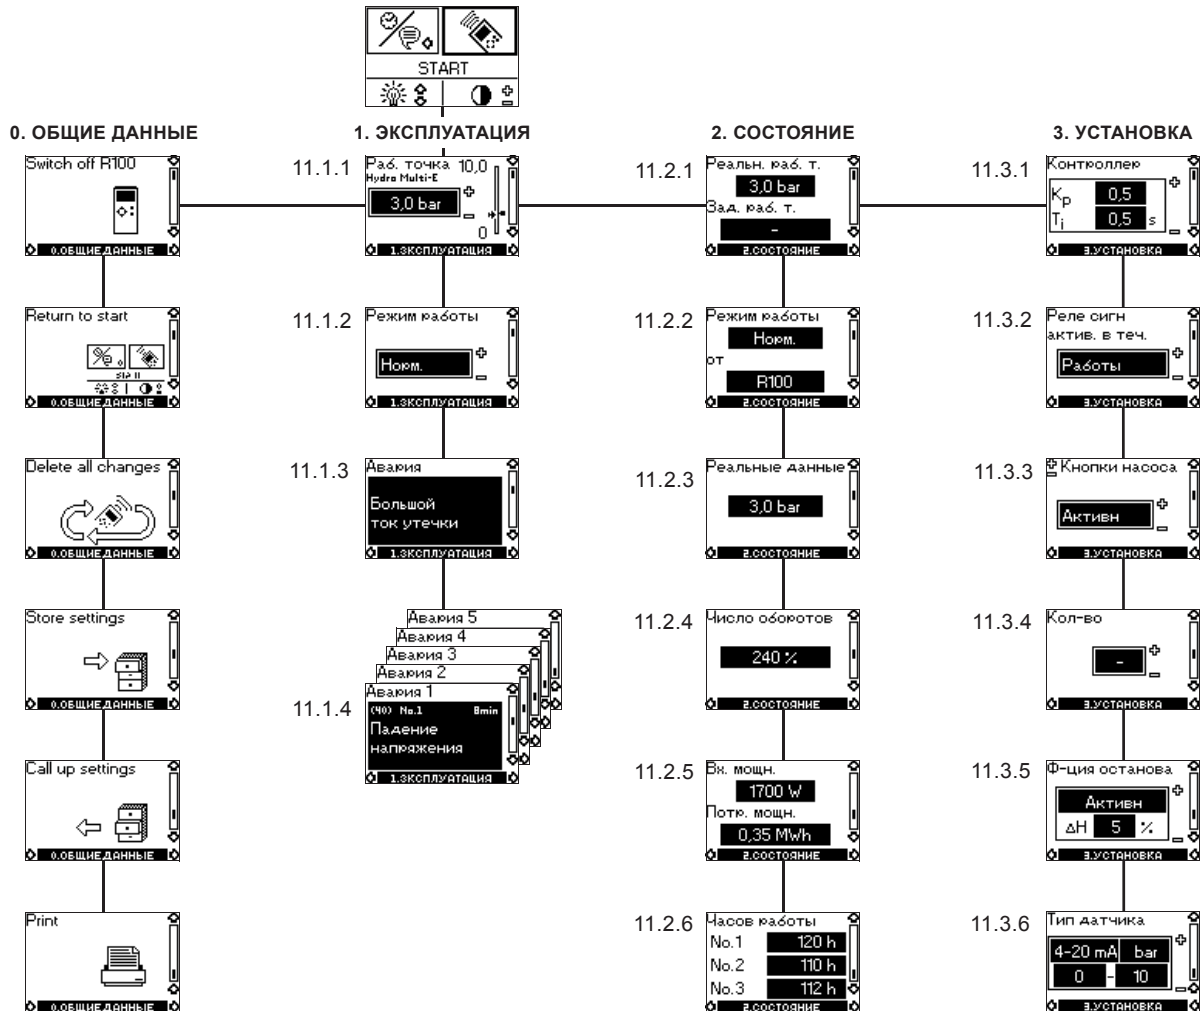 START
0. ОБЩИЕ ДАННЫЕ
Switch off R100
0.ОБЩИЕ ДАННЫЕ
Return to start
START
0.ОБЩИЕ ДАННЫЕ
Delete all changes
0.ОБЩИЕ ДАННЫЕ
Store settings
0.ОБЩИЕ ДАННЫЕ
Call up settings
0.ОБЩИЕ ДАННЫЕ
Print
0.ОБЩИЕ ДАННЫЕ
1. ЭКСПЛУАТАЦИЯ
11.1.1
Раб. точка 10,0
Hydro Multi-E
3,0 bar
0
1.ЭКСПЛУАТАЦИЯ
11.1.2
Режим работы
Норм.
1.ЭКСПЛУАТАЦИЯ
11.1.3
Авария
Большой
ток утечки
1.ЭКСПЛУАТАЦИЯ
Авария 5
Авария 4
Авария 3
Авария 2
Авария 1
11.1.4
(40) No.1 8min
Падение
напряжения
1.ЭКСПЛУАТАЦИЯ
2. СОСТОЯНИЕ
11.2.1
Реальн. раб. т.
3,0 bar
Зад. раб. т.
-
2.СОСТОЯНИЕ
11.2.2
Режим работы
Норм.
от
R100
2.СОСТОЯНИЕ
11.2.3
Реальные данные
3,0 bar
2.СОСТОЯНИЕ
11.2.4
Число оборотов
240 %
2.СОСТОЯНИЕ
11.2.5
Вх. мощн.
1700 W
Потр. мощн.
0,35 MWh
2.СОСТОЯНИЕ
11.2.6
Часов работы
No.1 120 h
No.2 110 h
No.3 112 h
2.СОСТОЯНИЕ
3. УСТАНОВКА
11.3.1
Контроллер
Kp 0,5
Ti 0,5 s
3.УСТАНОВКА
11.3.2
Реле сигн
актив. в теч.
Работы
3.УСТАНОВКА
11.3.3
Кнопки насоса
Активн
3.УСТАНОВКА
11.3.4
Кол-во
-
3.УСТАНОВКА
11.3.5
Ф-ция останова
Активн
ΔH 5 %
3.УСТАНОВКА
11.3.6
Тип датчика
4-20 mA bar
0 - 10
3.УСТАНОВКА